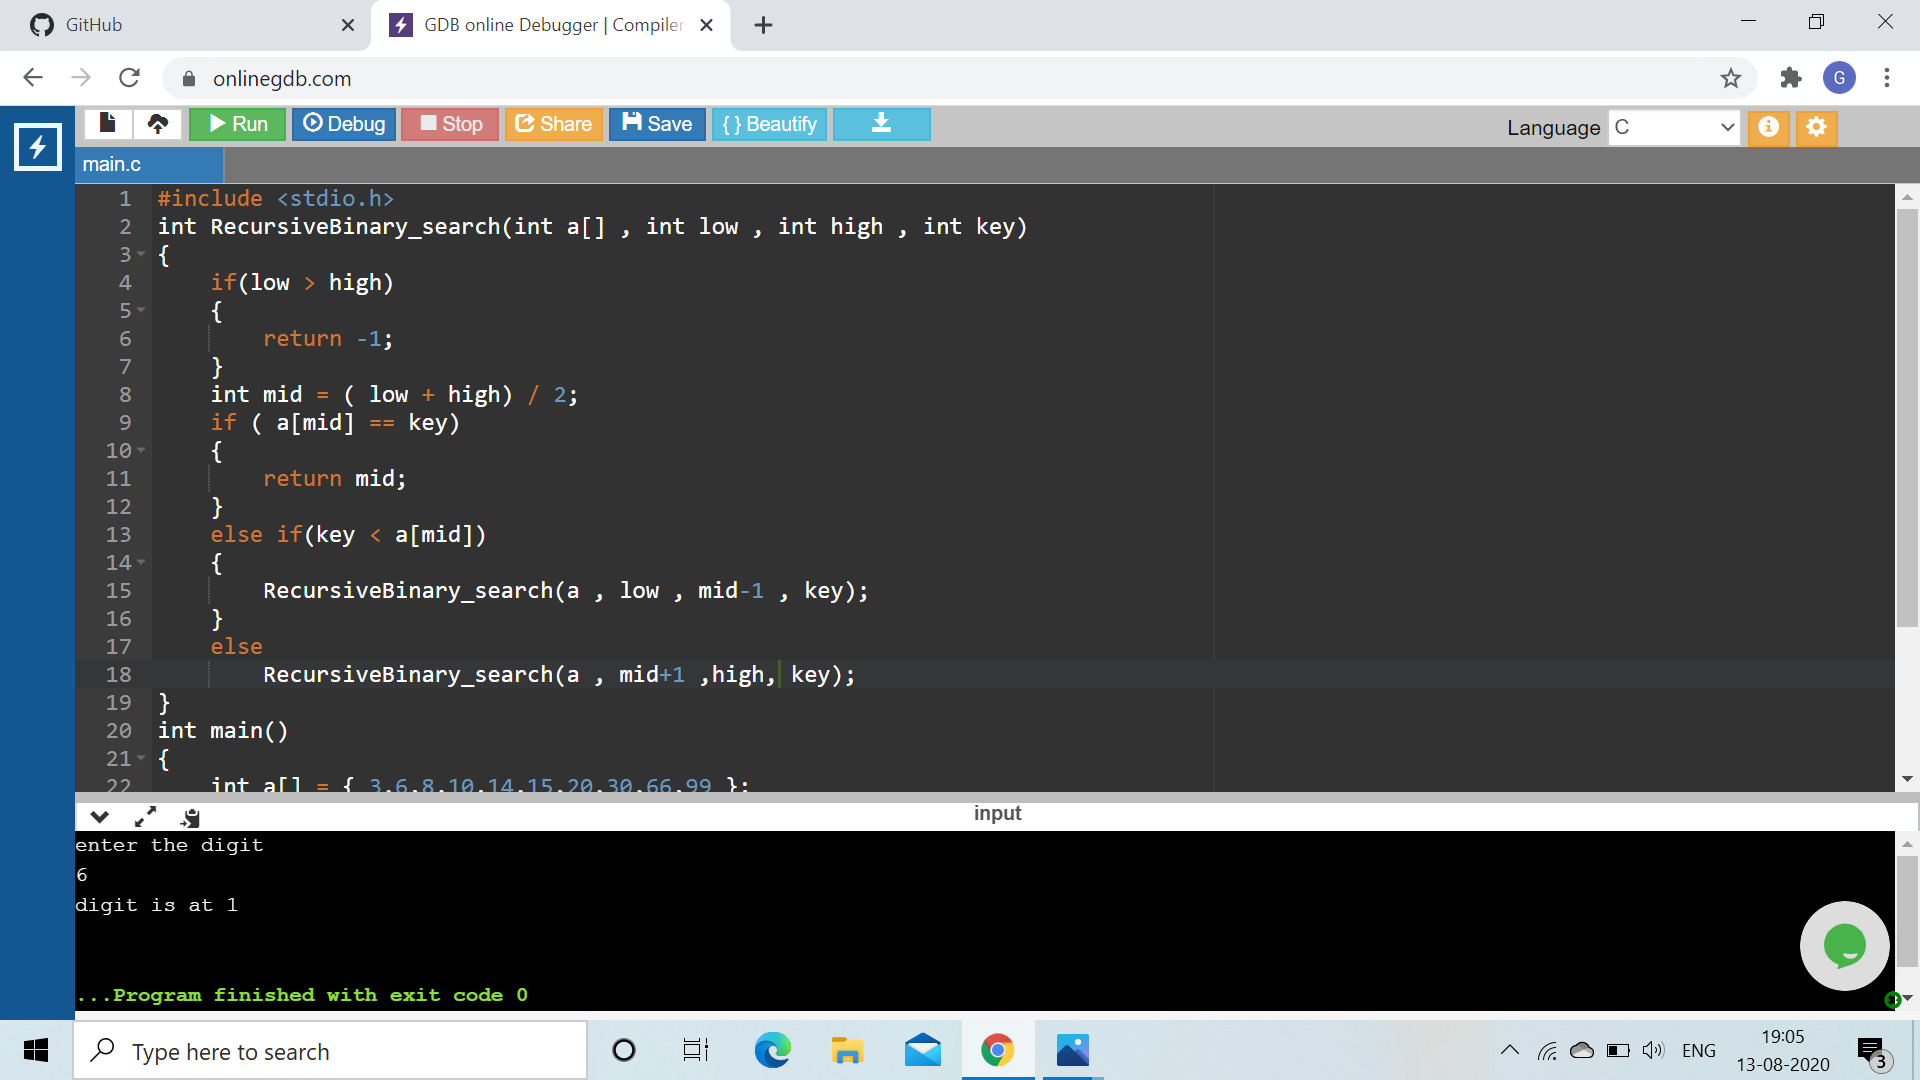 GitHub
GDB online Debugger | Compiler
onlinegdb.com
G
Run Debug Stop Share Save { } Beautify
Language C
main.c
1 #include <stdio.h>
2 int RecursiveBinary_search(int a[] , int low , int high , int key)
3 {
4 if(low > high)
5 {
6 return -1;
7 }
8 int mid = ( low + high) / 2;
9 if ( a[mid] == key)
10 {
11 return mid;
12 }
13 else if(key < a[mid])
14 {
15 RecursiveBinary_search(a , low , mid-1 , key);
16 }
17 else
18 RecursiveBinary_search(a , mid+1 ,high, key);
19 }
20 int main()
21 {
22 int a[] = { 3,6,8,10,14,15,20,30,66,99 };
input
enter the digit
6
digit is at 1
...Program finished with exit code 0
Type here to search
ENG
19:05
13-08-2020
3